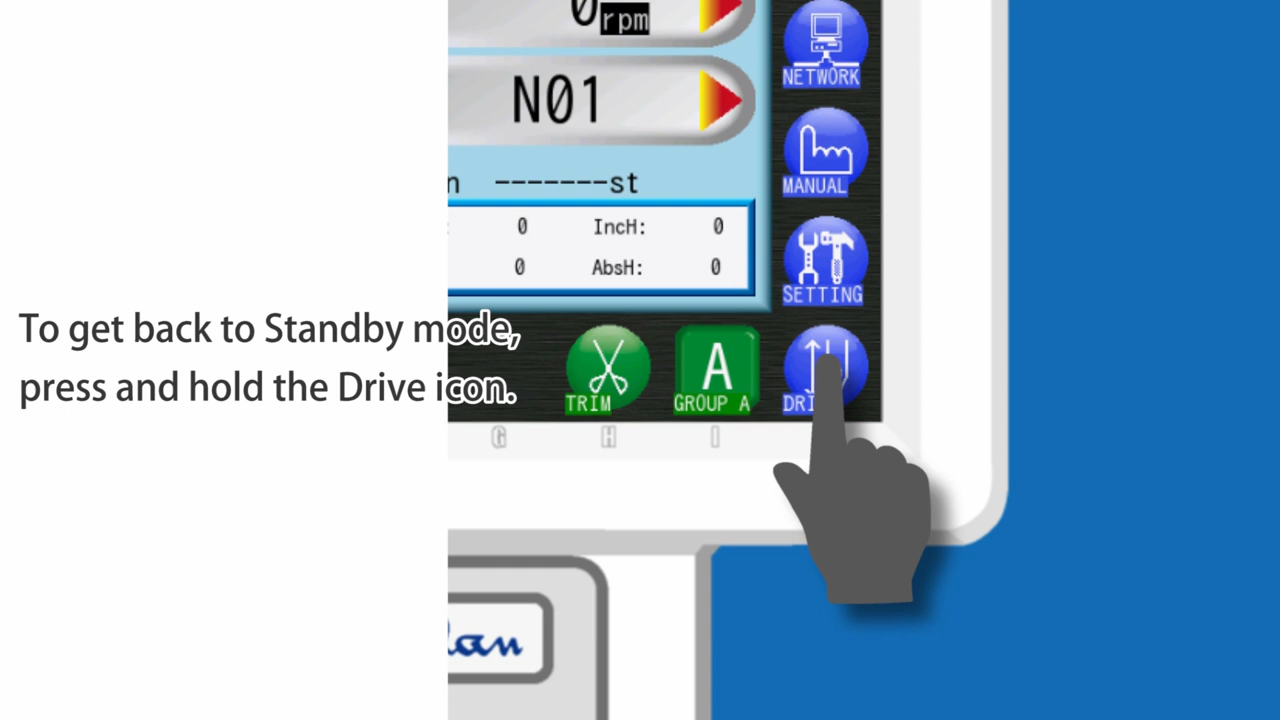 0rpm
NETWORK
N01
MANUAL
-------st
0 IncH: 0
0 AbsH: 0
SETTING
To get back to Standby mode,
press and hold the Drive icon.
TRIM
A
GROUP A
G H I